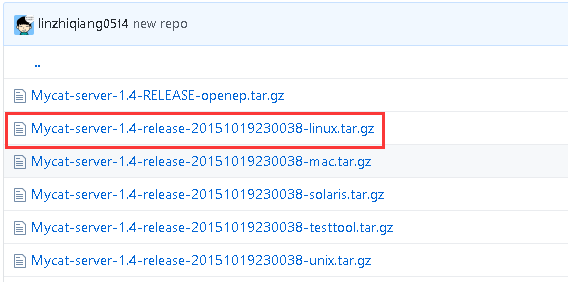 linzhiqiang0514 new repo
..
Mycat-server-1.4-RELEASE-openep.tar.gz
Mycat-server-1.4-release-20151019230038-linux.tar.gz
Mycat-server-1.4-release-20151019230038-mac.tar.gz
Mycat-server-1.4-release-20151019230038-solaris.tar.gz
Mycat-server-1.4-release-20151019230038-testtool.tar.gz
Mycat-server-1.4-release-20151019230038-unix.tar.gz